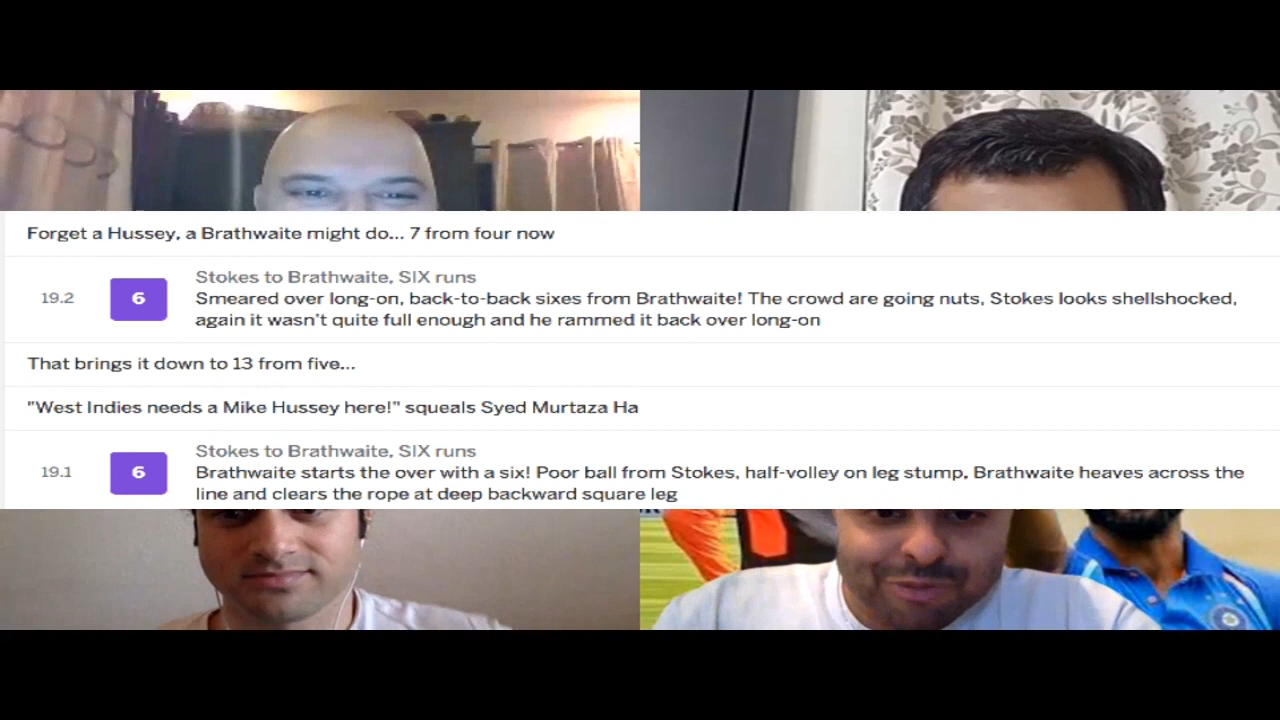 Forget a Hussey, a Brathwaite might do... 7 from four now
Stokes to Brathwaite, SIX runs
19.2 6 Smeared over long-on, back-to-back sixes from Brathwaite! The crowd are going nuts, Stokes looks shellshocked,
again it wasn't quite full enough and he rammed it back over long-on
That brings it down to 13 from five...
"West Indies needs a Mike Hussey here!" squeals Syed Murtaza Ha
Stokes to Brathwaite, SIX runs
19.1 6 Brathwaite starts the over with a six! Poor ball from Stokes, half-volley on leg stump, Brathwaite heaves across the
line and clears the rope at deep backward square leg